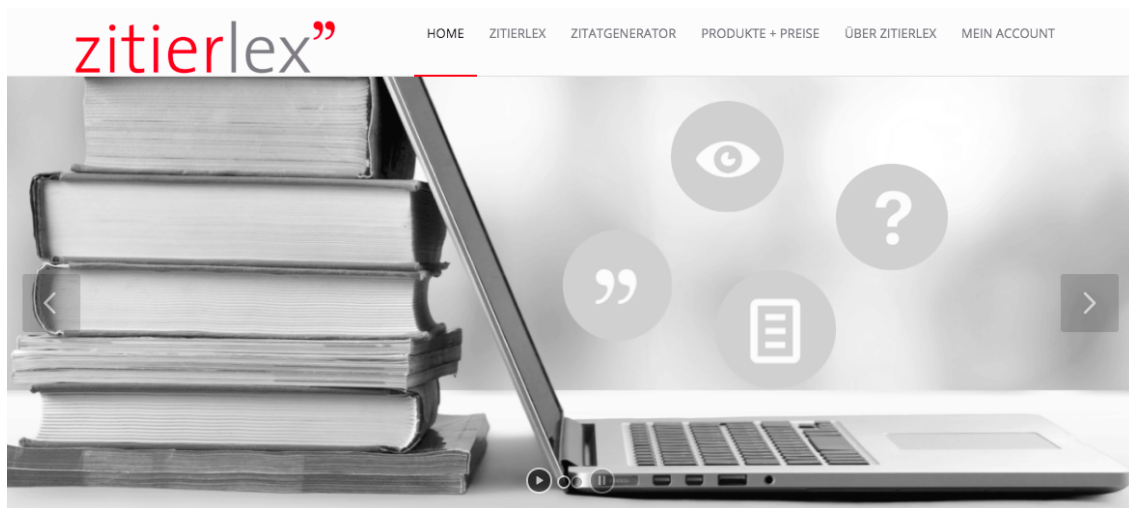 zitierlex”
HOME ZITIERLEX ZITATGENERATOR PRODUKTE + PREISE ÜBER ZITIERLEX MEIN ACCOUNT
”
?